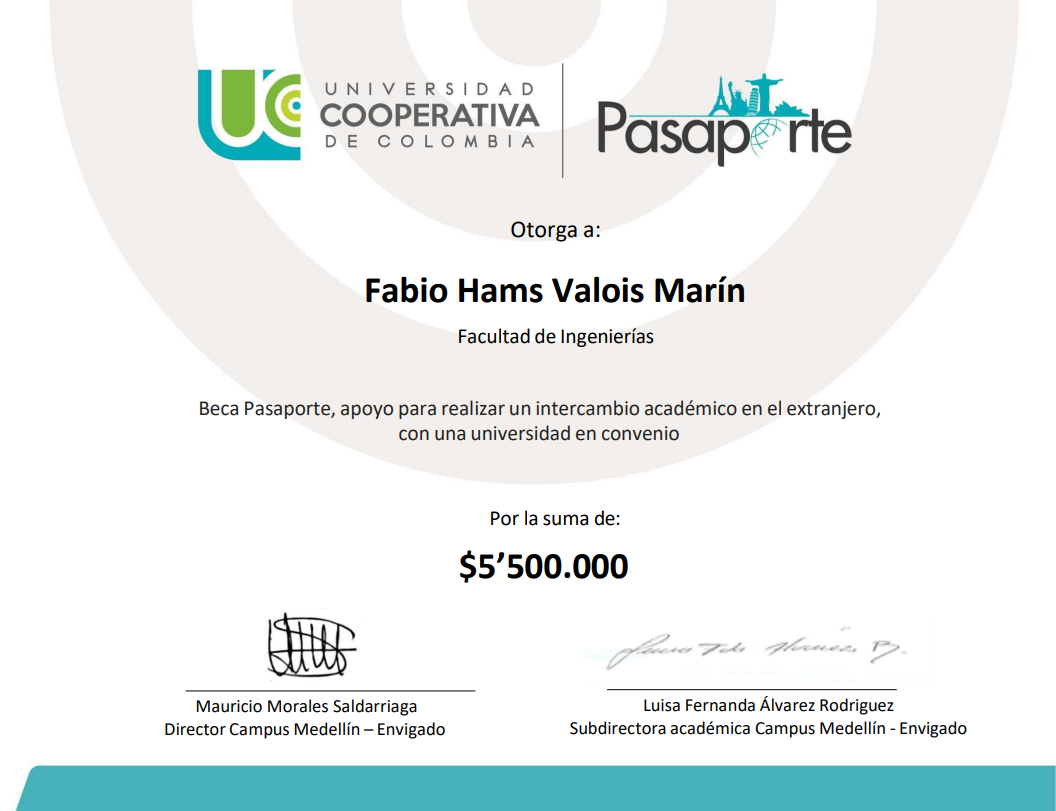 UNIVERSIDAD
COOPERATIVA
DE COLOMBIA
Pasaporte
Otorga a:
Fabio Hams Valois Marín
Facultad de Ingenierías
Beca Pasaporte, apoyo para realizar un intercambio académico en el extranjero,
con una universidad en convenio
Por la suma de:
$5’500.000
Mauricio Morales Saldarriaga
Director Campus Medellín – Envigado
Luisa Fernanda Álvarez Rodriguez
Subdirectora académica Campus Medellín - Envigado